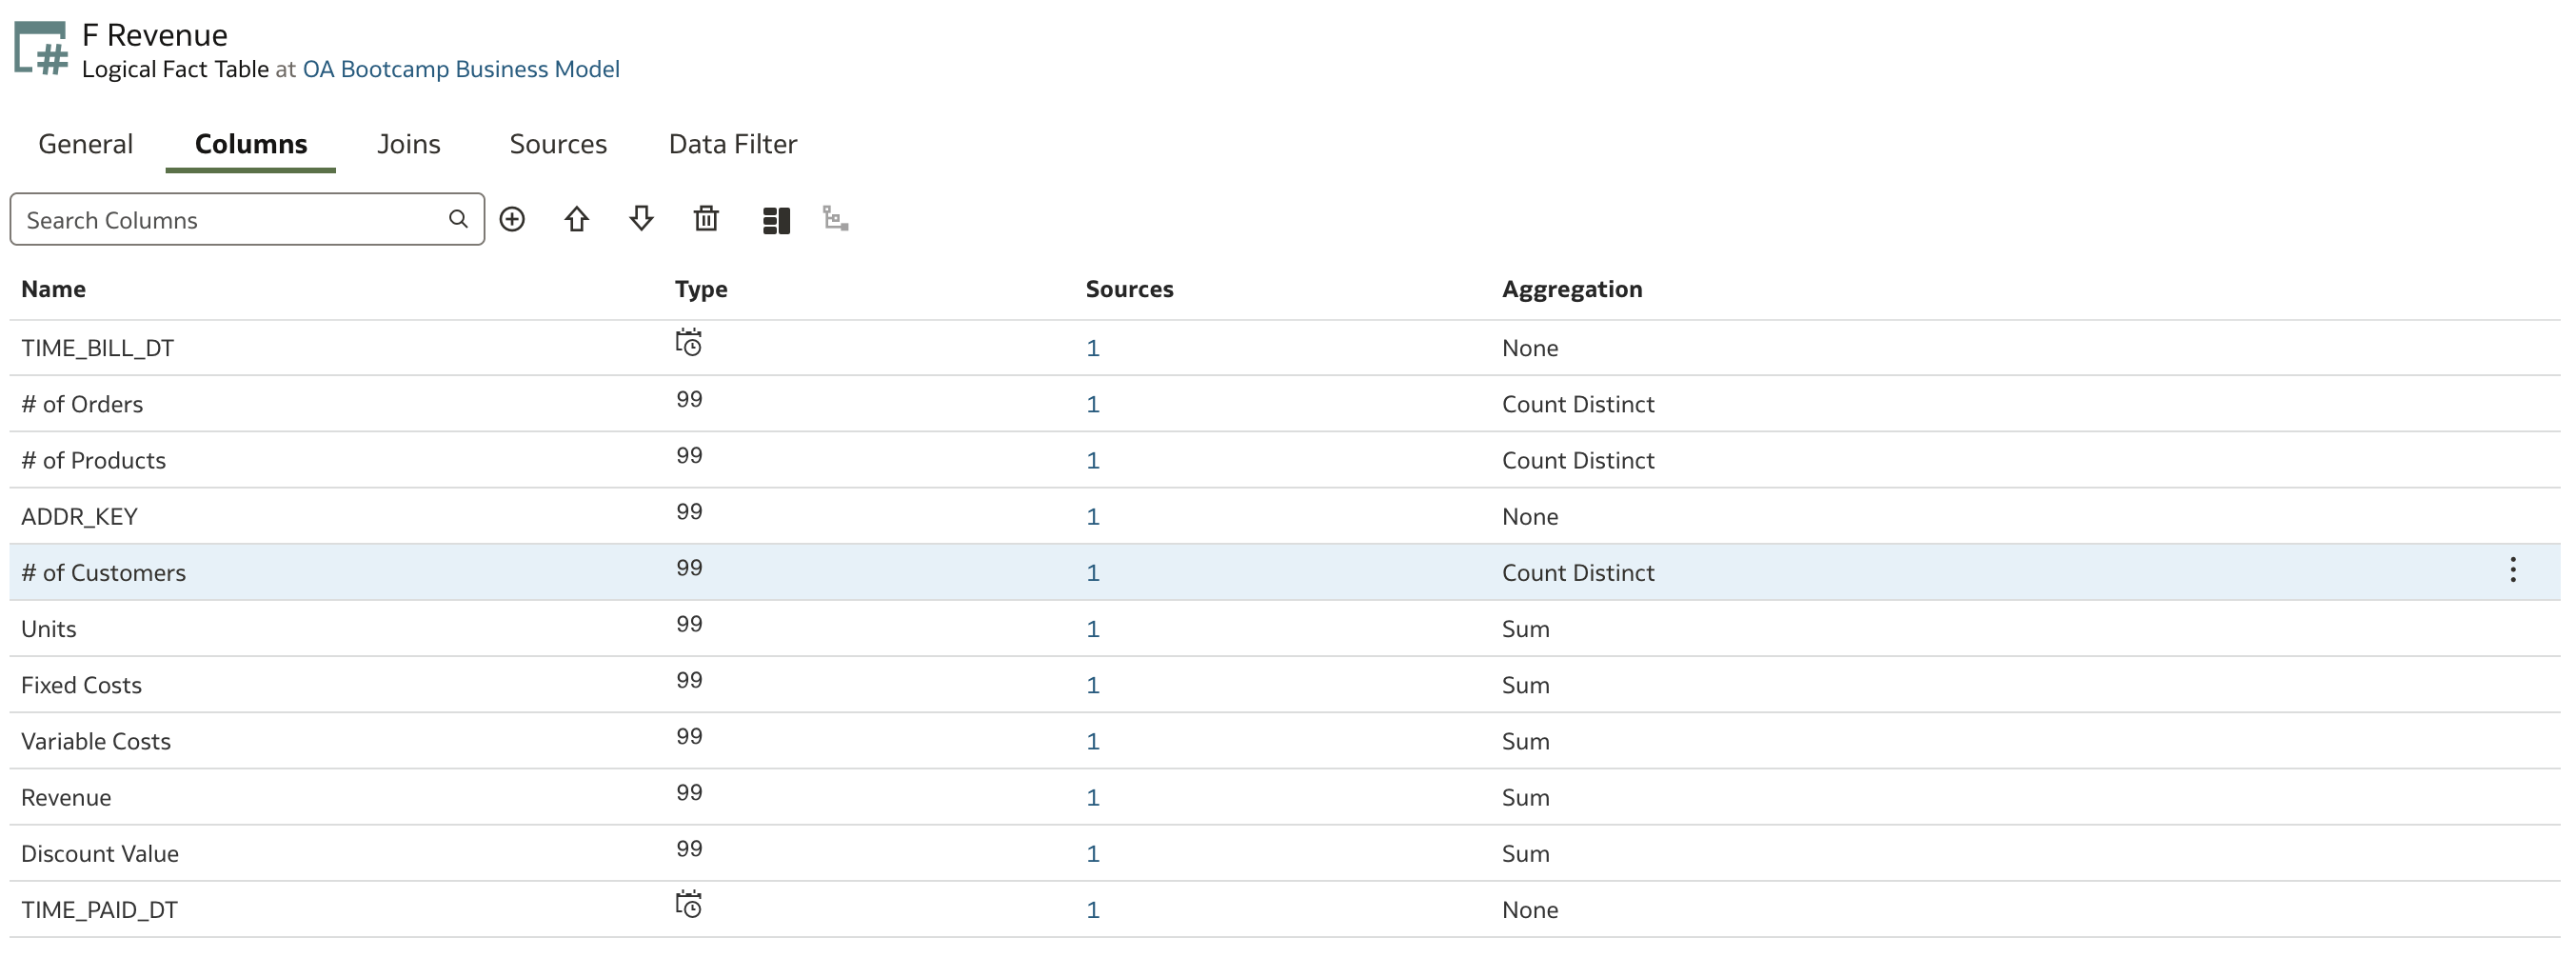 F Revenue
Logical Fact Table at OA Bootcamp Business Model
General Columns Joins Sources Data Filter
Search Columns
Name Type Sources Aggregation
TIME_BILL_DT 1 None
# of Orders 99 1 Count Distinct
# of Products 99 1 Count Distinct
ADDR_KEY 99 1 None
# of Customers 99 1 Count Distinct
Units 99 1 Sum
Fixed Costs 99 1 Sum
Variable Costs 99 1 Sum
Revenue 99 1 Sum
Discount Value 99 1 Sum
TIME_PAID_DT 1 None